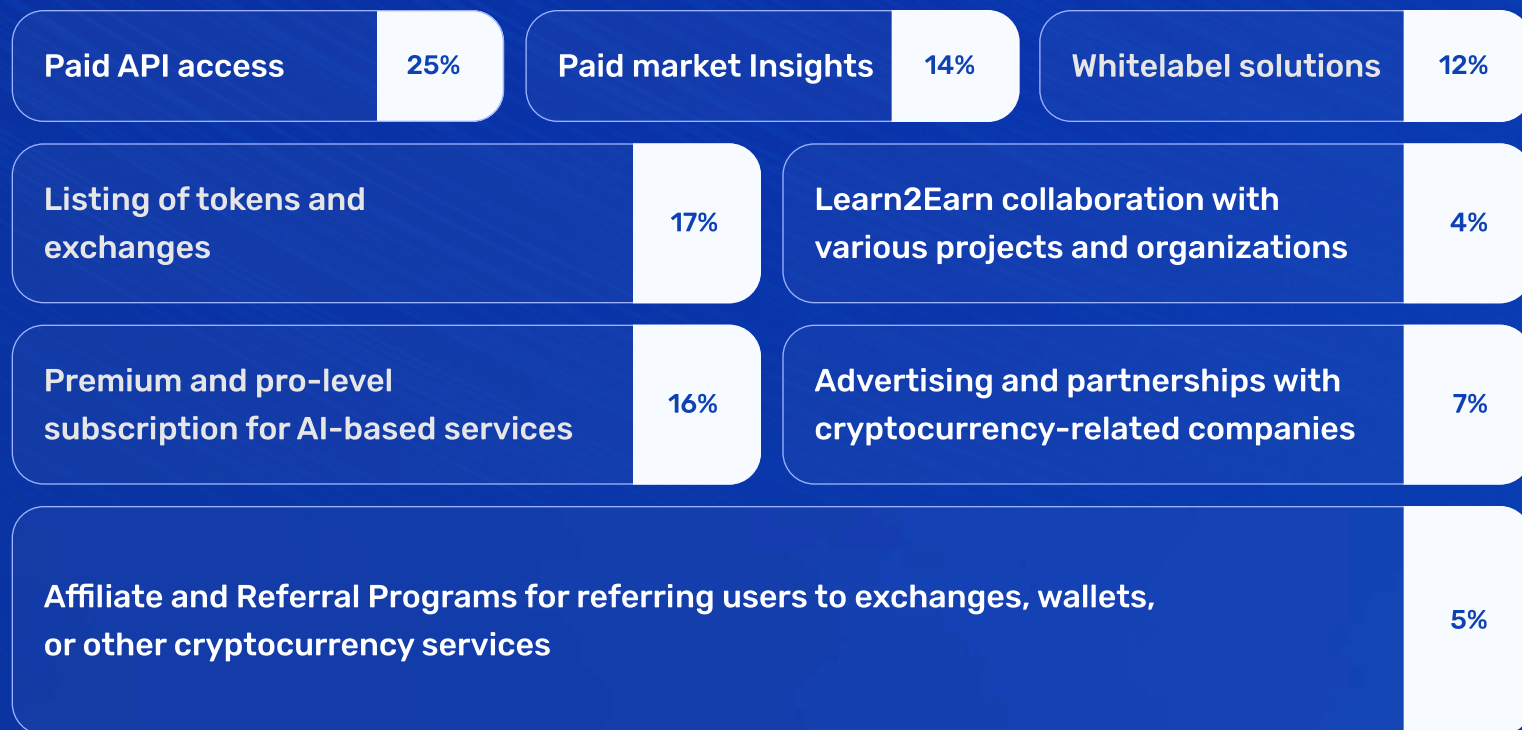 Paid API access
25%
Paid market Insights
14%
Whitelabel solutions
12%
Listing of tokens and
exchanges
17%
Learn2Earn collaboration with
various projects and organizations
4%
Premium and pro-level
subscription for AI-based services
16%
Advertising and partnerships with
cryptocurrency-related companies
7%
Affiliate and Referral Programs for referring users to exchanges, wallets,
or other cryptocurrency services
5%